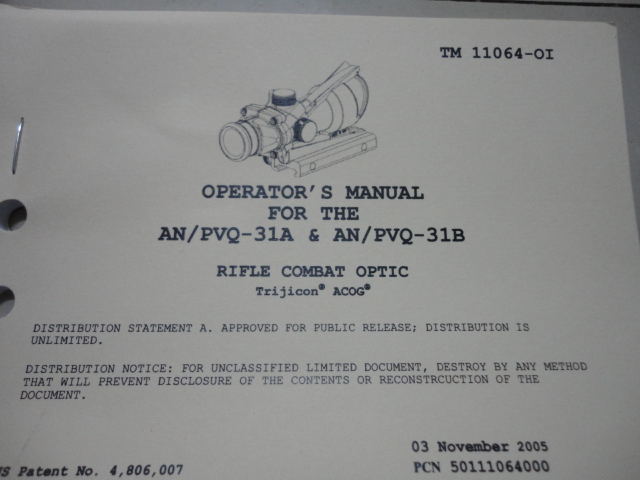 TM 11064-OI
OPERATOR'S MANUAL
FOR THE
AN/PVQ-31A & AN/PVQ-31B
RIFLE COMBAT OPTIC
Trijicon® ACOG®
DISTRIBUTION STATEMENT A. APPROVED FOR PUBLIC RELEASE; DISTRIBUTION IS
UNLIMITED.
DISTRIBUTION NOTICE: FOR UNCLASSIFIED LIMITED DOCUMENT, DESTROY BY ANY METHOD
THAT WILL PREVENT DISCLOSURE OF THE CONTENTS OR RECONSTRCUCTION OF THE
DOCUMENT.
03 November 2005
US Patent No. 4,806,007
PCN 50111064000